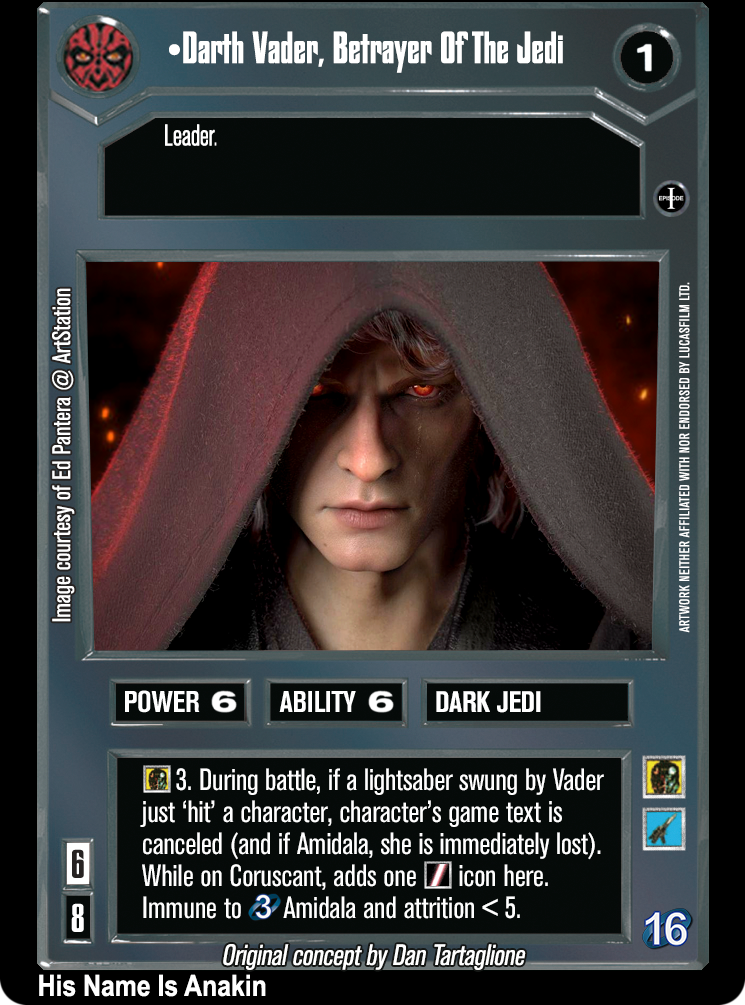 •Darth Vader, Betrayer Of The Jedi
1
Leader.
EPISODE I
Image courtesy of Ed Pantera @ ArtStation
ARTWORK NEITHER AFFILIATED WITH NOR ENDORSED BY LUCASFILM LTD.
POWER 6
ABILITY 6
DARK JEDI
3. During battle, if a lightsaber swung by Vader
just ‘hit’ a character, character’s game text is
canceled (and if Amidala, she is immediately lost).
While on Coruscant, adds one icon here.
Immune to 3 Amidala and attrition < 5.
6
8
16
Original concept by Dan Tartaglione
His Name Is Anakin